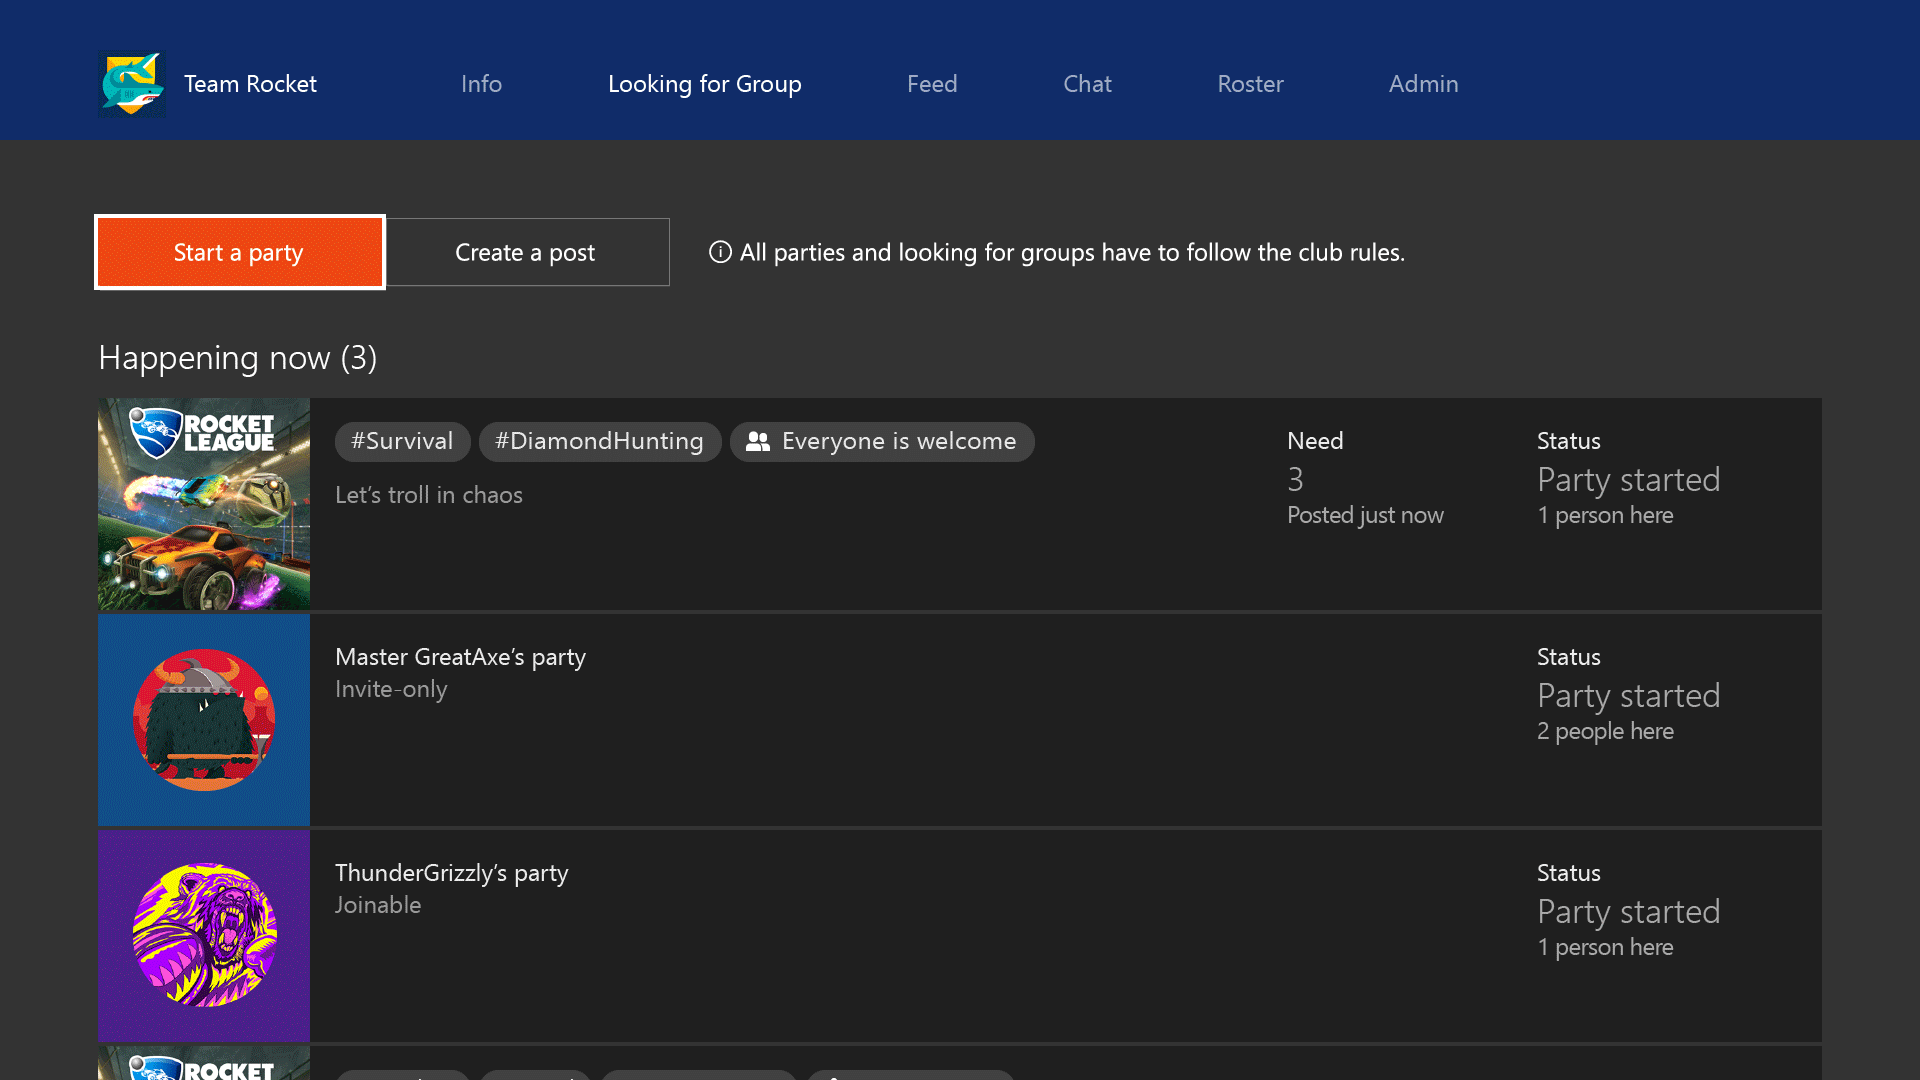 Team Rocket
Info
Looking for Group
Feed
Chat
Roster
Admin
Start a party
Create a post
All parties and looking for groups have to follow the club rules.
Happening now (3)
ROCKET
LEAGUE
#Survival
#DiamondHunting
Everyone is welcome
Let’s troll in chaos
Need
3
Posted just now
Status
Party started
1 person here
Master GreatAxe’s party
Invite-only
Status
Party started
2 people here
ThunderGrizzly’s party
Joinable
Status
Party started
1 person here
ROCKET